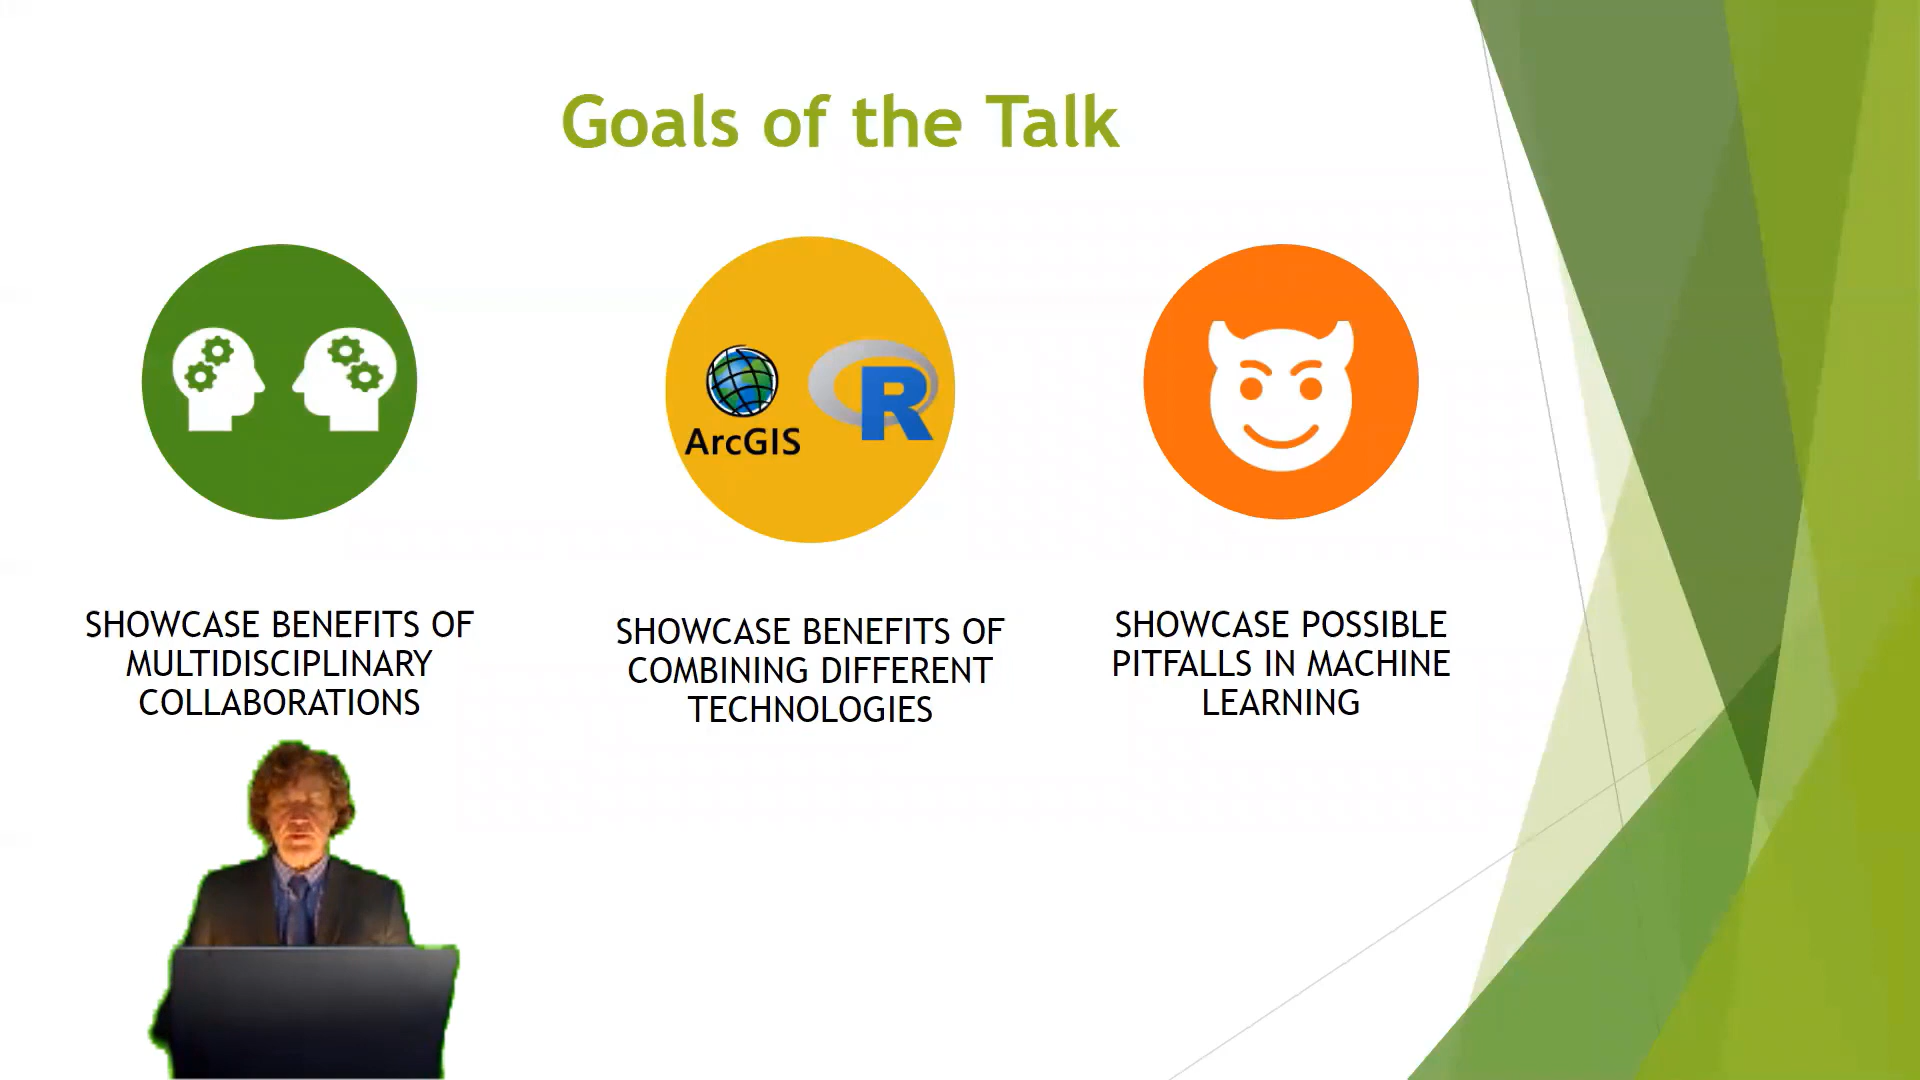 Goals of the Talk
ArcGIS
R
SHOWCASE BENEFITS OF
MULTIDISCIPLINARY
COLLABORATIONS
SHOWCASE BENEFITS OF
COMBINING DIFFERENT
TECHNOLOGIES
SHOWCASE POSSIBLE
PITFALLS IN MACHINE
LEARNING